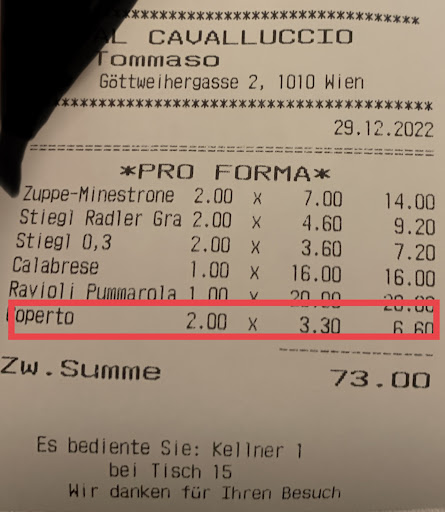 ****************************
AL CAVALLUCCIO
Tommaso
Göttweihergasse 2, 1010 Wien
**********************************
29.12.2022
==================================
*PRO FORMA*
Zuppe-Minestrone 2.00 x 7.00 14.00
Stiegl Radler Gra 2.00 x 4.60 9.20
Stiegl 0,3 2.00 x 3.60 7.20
Calabrese 1.00 x 16.00 16.00
Ravioli Pummarola 1.00 x 20.00 20.00
Coperto 2.00 x 3.30 6.60
----------------
Zw.Summe 73.00
Es bediente Sie: Kellner 1
bei Tisch 15
Wir danken für Ihren Besuch